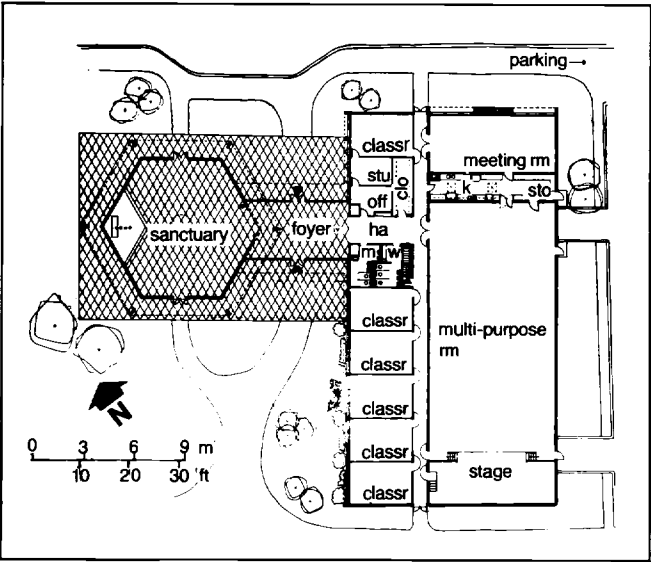 parking
classr
meeting rm
stu
clo
k
sto
off
sanctuary
foyer
ha
m
w
classr
multi-purpose
rm
classr
classr
N
0 3 6 9 m
10 20 30 ft
classr
stage
classr